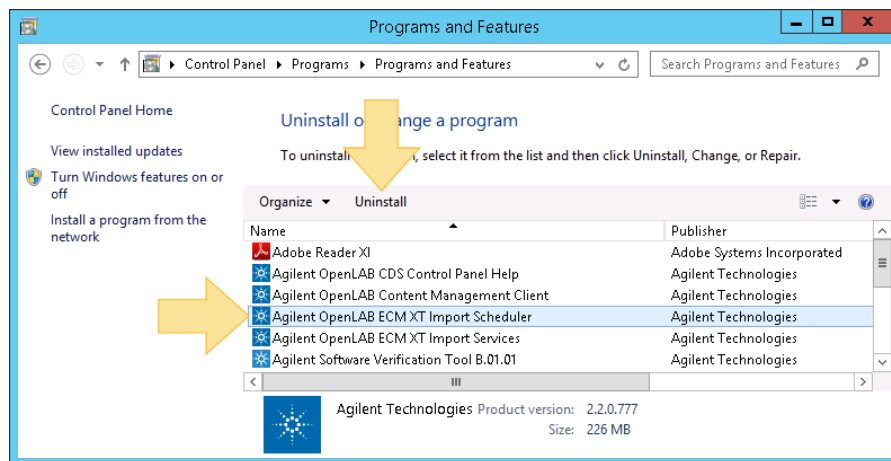 Programs and Features
Control Panel Programs Programs and Features
Search Programs and Features
Control Panel Home
View installed updates
Turn Windows features on or
off
Install a program from the
network
Uninstall o ange a program
To uninstall , select it from the list and then click Uninstall, Change, or Repair.
Organize Uninstall
Name Publisher
Adobe Reader XI Adobe Systems Incorporated
Agilent OpenLAB CDS Control Panel Help Agilent Technologies
Agilent OpenLAB Content Management Client Agilent Technologies
Agilent OpenLAB ECM XT Import Scheduler Agilent Technologies
Agilent OpenLAB ECM XT Import Services Agilent Technologies
Agilent Software Verification Tool B.01.01 Agilent Technologies
Agilent Technologies Product version: 2.2.0.777
Size: 226 MB